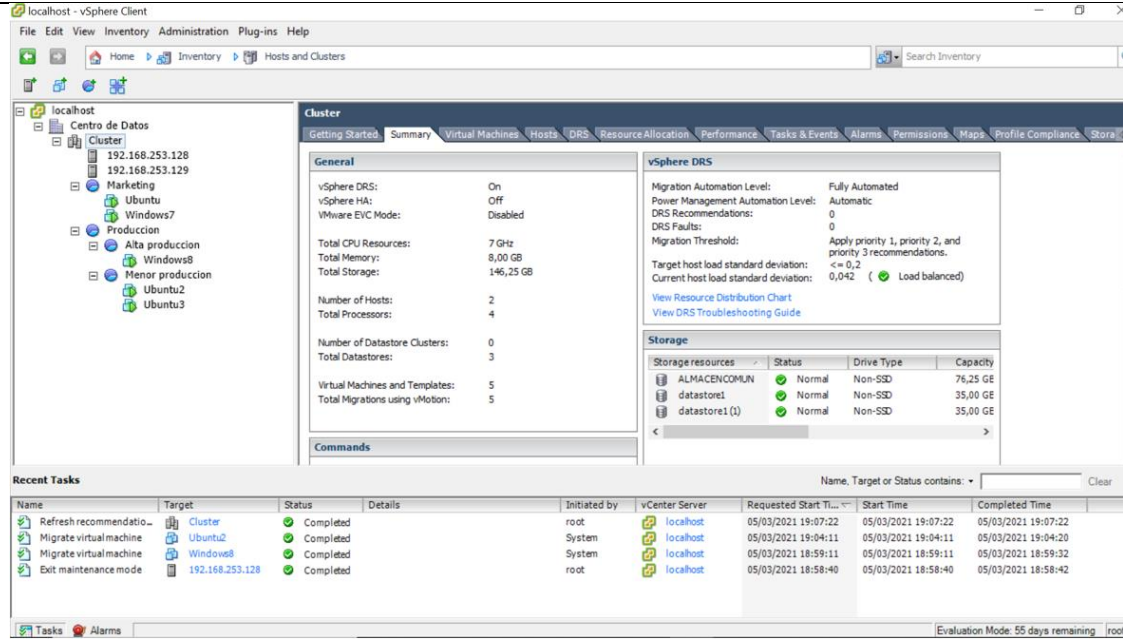 localhost - vSphere Client
File Edit View Inventory Administration Plug-ins Help
Home Inventory Hosts and Clusters
Search Inventory
localhost
Centro de Datos
Cluster
192.168.253.128
192.168.253.129
Marketing
Ubuntu
Windows7
Produccion
Alta produccion
Windows8
Menor produccion
Ubuntu2
Ubuntu3
Cluster
Getting Started Summary Virtual Machines Hosts DRS Resource Allocation Performance Tasks & Events Alarms Permissions Maps Profile Compliance Stora
General
vSphere DRS: On
vSphere HA: Off
VMware EVC Mode: Disabled
Total CPU Resources: 7 GHz
Total Memory: 8,00 GB
Total Storage: 146,25 GB
Number of Hosts: 2
Total Processors: 4
Number of Datastore Clusters: 0
Total Datastores: 3
Virtual Machines and Templates: 5
Total Migrations using vMotion: 5
Commands
vSphere DRS
Migration Automation Level: Fully Automated
Power Management Automation Level: Automatic
DRS Recommendations: 0
DRS Faults: 0
Migration Threshold: Apply priority 1, priority 2, and
priority 3 recommendations.
Target host load standard deviation: <= 0,2
Current host load standard deviation: 0,042 ( Load balanced)
View Resource Distribution Chart
View DRS Troubleshooting Guide
Storage
Storage resources Status Drive Type Capacity
ALMACENCOMUN Normal Non-SSD 76,25 GE
datastore1 Normal Non-SSD 35,00 GE
datastore1 (1) Normal Non-SSD 35,00 GE
Recent Tasks
Name, Target or Status contains: Clear
Name Target Status Details Initiated by vCenter Server Requested Start Ti... Start Time Completed Time
Refresh recommendatio... Cluster Completed root localhost 05/03/2021 19:07:22 05/03/2021 19:07:22 05/03/2021 19:07:22
Migrate virtual machine Ubuntu2 Completed System localhost 05/03/2021 19:04:11 05/03/2021 19:04:11 05/03/2021 19:04:20
Migrate virtual machine Windows8 Completed System localhost 05/03/2021 18:59:11 05/03/2021 18:59:11 05/03/2021 18:59:32
Exit maintenance mode 192.168.253.128 Completed root localhost 05/03/2021 18:58:40 05/03/2021 18:58:40 05/03/2021 18:58:42
Tasks Alarms
Evaluation Mode: 55 days remaining root